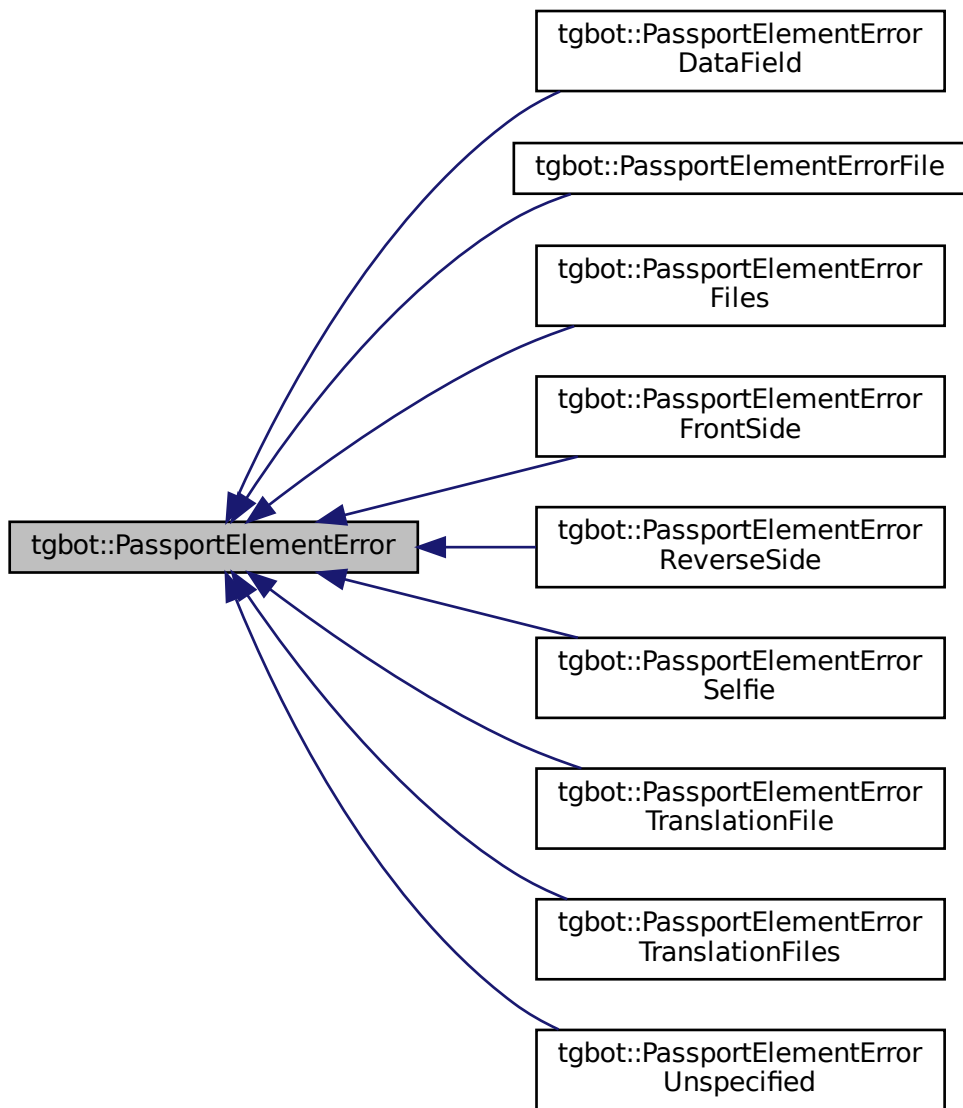 tgbot::PassportElementError
DataField
tgbot::PassportElementErrorFile
tgbot::PassportElementError
Files
tgbot::PassportElementError
FrontSide
tgbot::PassportElementError
tgbot::PassportElementError
ReverseSide
tgbot::PassportElementError
Selfie
tgbot::PassportElementError
TranslationFile
tgbot::PassportElementError
TranslationFiles
tgbot::PassportElementError
Unspecified